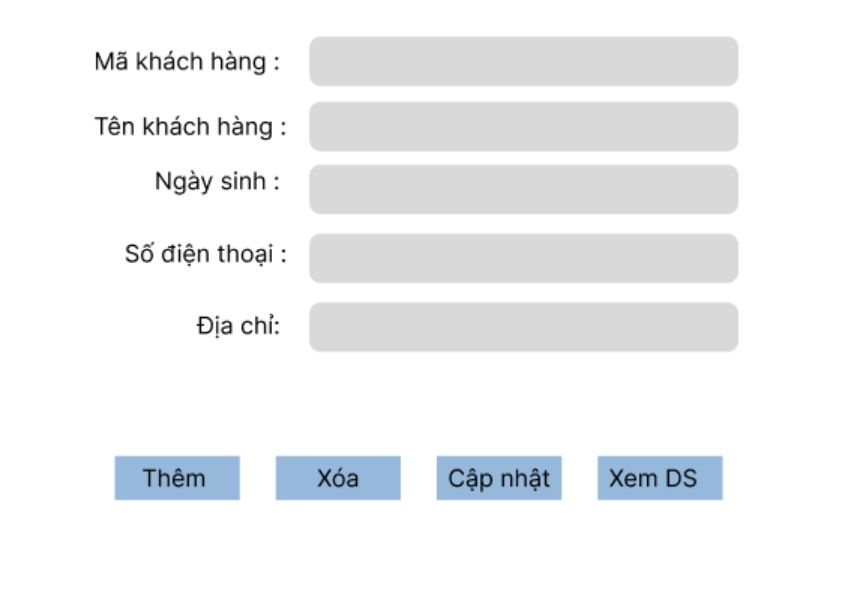 Mã khách hàng :
Tên khách hàng :
Ngày sinh :
Số điện thoại :
Địa chỉ:
Thêm
Xóa
Cập nhật
Xem DS